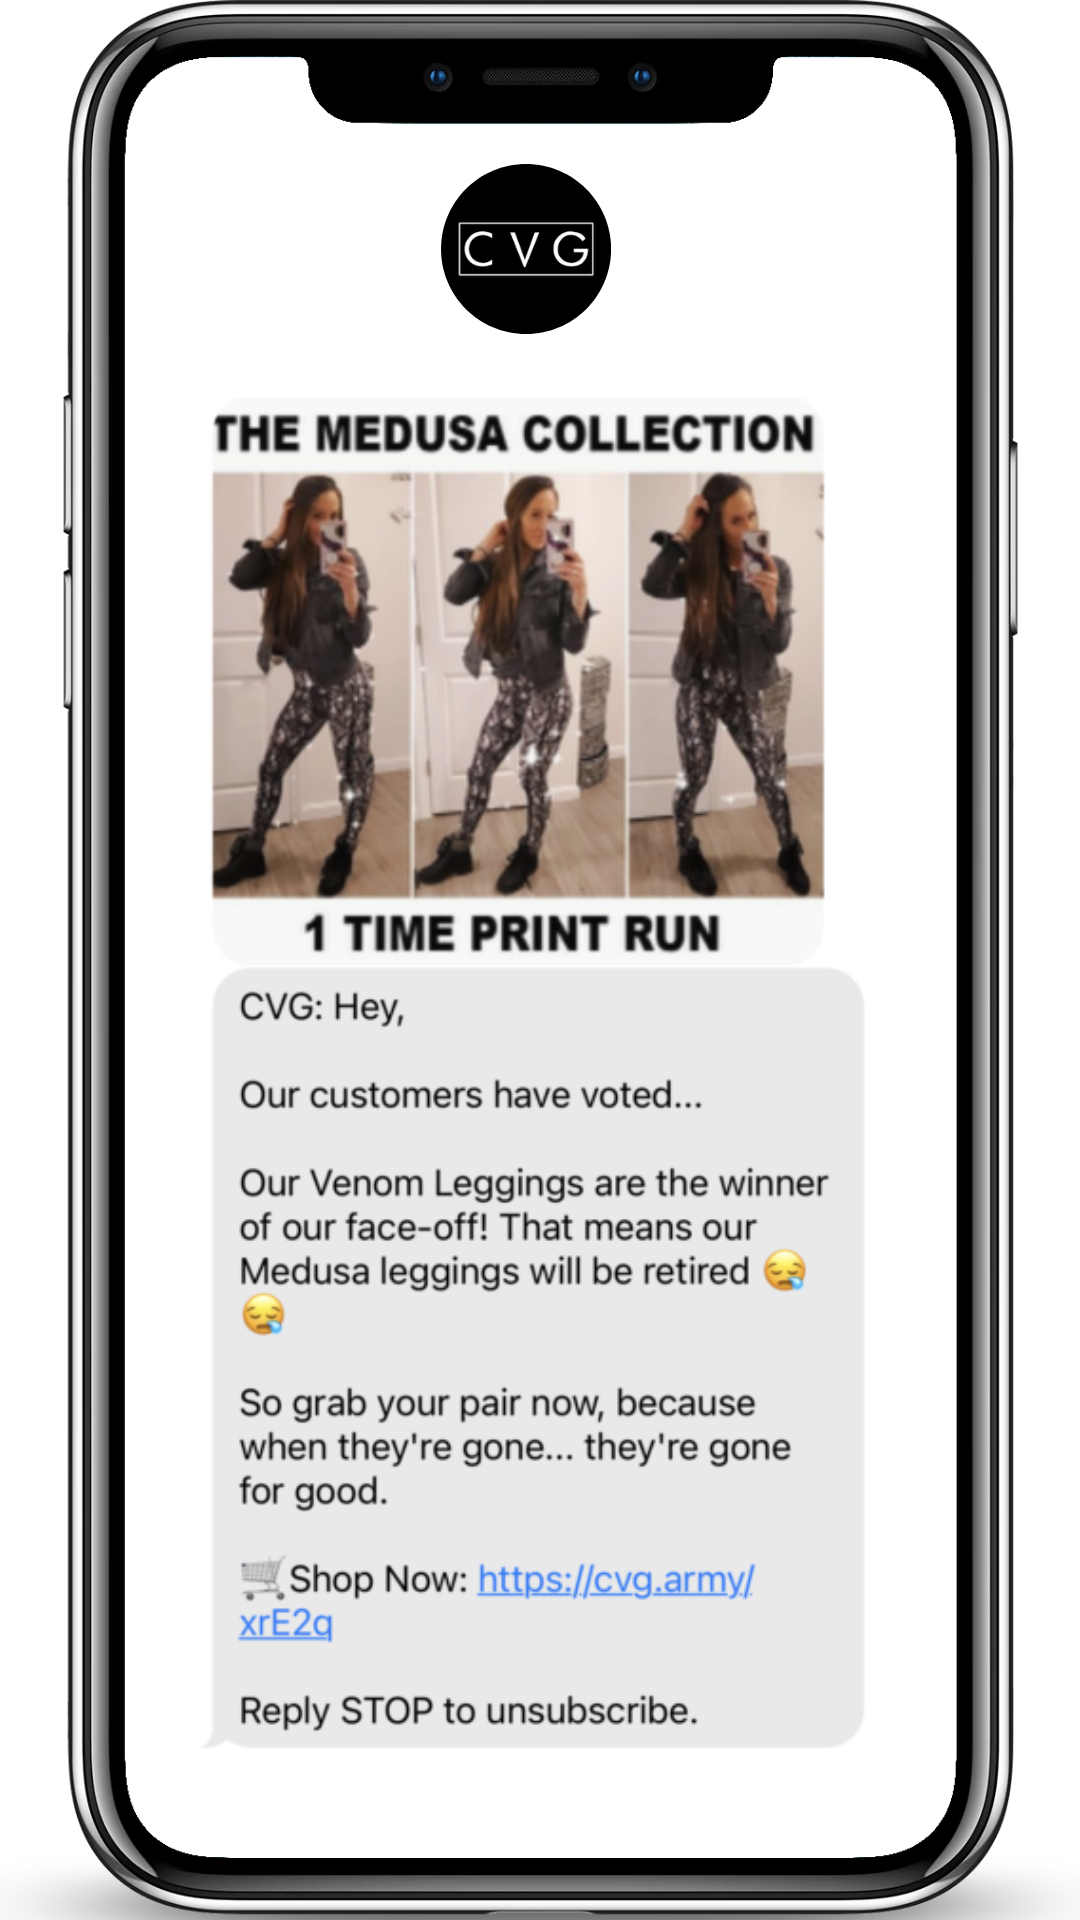 CVG
THE MEDUSA COLLECTION
1 TIME PRINT RUN
CVG: Hey,
Our customers have voted...
Our Venom Leggings are the winner
of our face-off! That means our
Medusa leggings will be retired 😪
😪
So grab your pair now, because
when they're gone... they're gone
for good.
🛒Shop Now: https://cvg.army/
xrE2q
Reply STOP to unsubscribe.